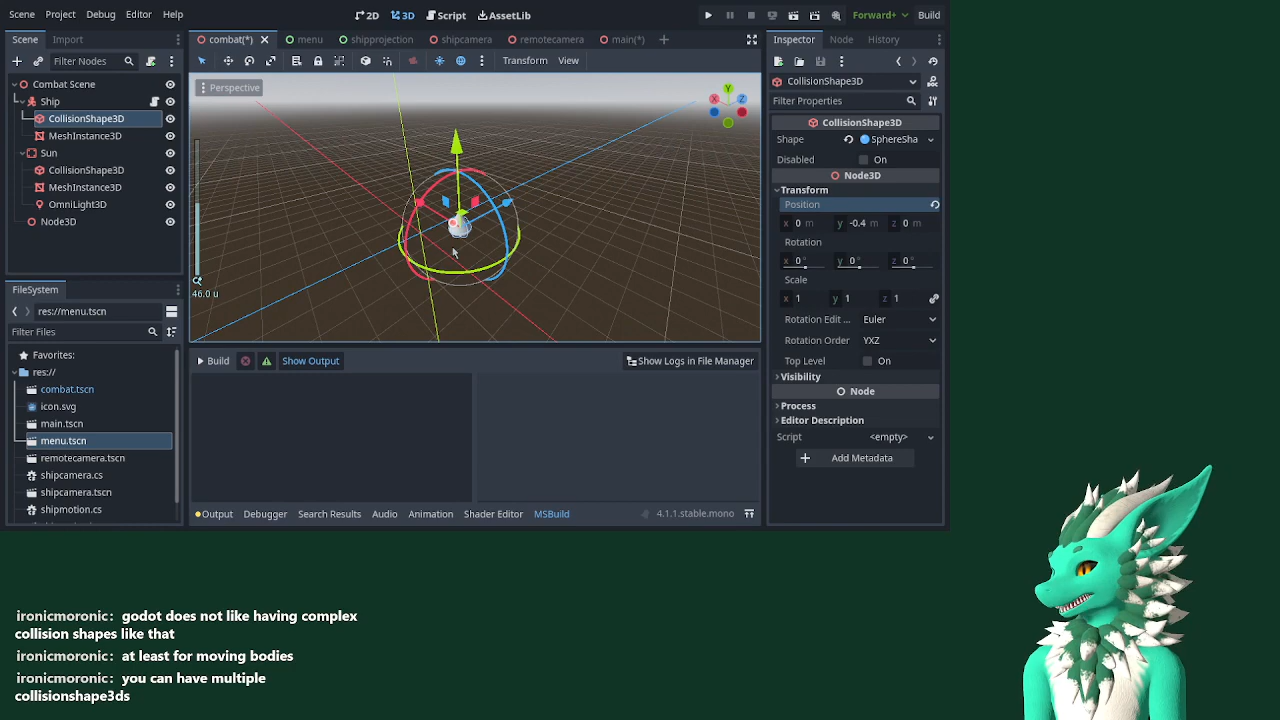 Scene Project Debug Editor Help
2D 3D Script AssetLib
Forward+ Build
Scene Import
combat(*) menu shipprojection shipcamera remotecamera main(*)
Inspector Node History
Filter Nodes
Transform View
CollisionShape3D
Filter Properties
Combat Scene
Ship
CollisionShape3D
MeshInstance3D
Sun
CollisionShape3D
MeshInstance3D
OmniLight3D
Node3D
Perspective
Y
X Z
46.0 u
CollisionShape3D
Shape SphereSha
Disabled On
Node3D
Transform
Position
x 0 m y -0.4 m z 0 m
Rotation
x 0° y 0° z 0°
Scale
x 1 y 1 z 1
Rotation Edit ... Euler
Rotation Order YXZ
Top Level On
Visibility
Node
Process
Editor Description
Script <empty>
Add Metadata
FileSystem
res://menu.tscn
Filter Files
Favorites:
res://
combat.tscn
icon.svg
main.tscn
menu.tscn
remotecamera.tscn
shipcamera.cs
shipcamera.tscn
shipmotion.cs
Build Show Output Show Logs in File Manager
Output Debugger Search Results Audio Animation Shader Editor MSBuild 4.1.1.stable.mono
ironicmoronic: godot does not like having complex
collision shapes like that
ironicmoronic: at least for moving bodies
ironicmoronic: you can have multiple
collisionshape3ds